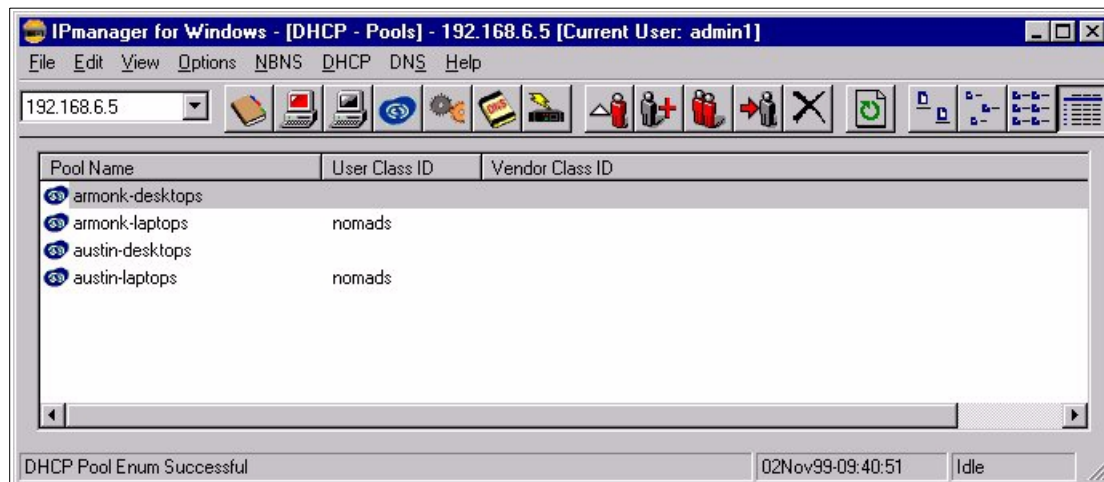 IPmanager for Windows - [DHCP - Pools] - 192.168.6.5 [Current User: admin1]
File Edit View Options NBNS DHCP DNS Help
192.168.6.5
DNS
Pool Name User Class ID Vendor Class ID
armonk-desktops
armonk-laptops nomads
austin-desktops
austin-laptops nomads
DHCP Pool Enum Successful 02Nov99-09:40:51 Idle